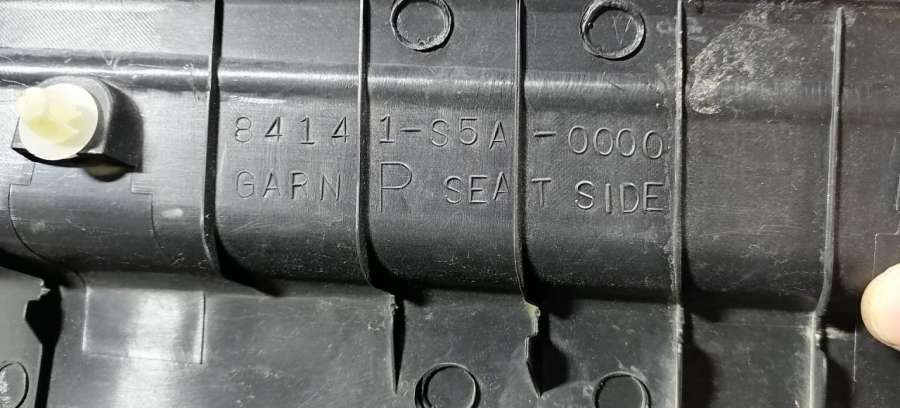 84141-S5A-0000
GARN R SEAT SIDE